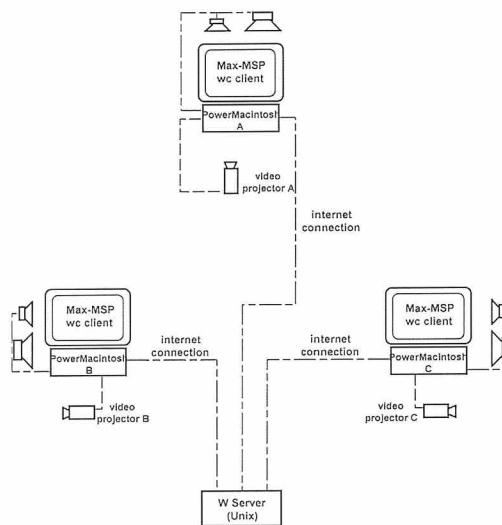 Max-MSP
wc client
PowerMacintosh
A
video
projector A
internet
connection
Max-MSP
wc client
PowerMacintosh
B
internet
connection
video
projector B
Max-MSP
wc client
PowerMacintosh
C
internet
connection
video
projector C
W Server
(Unix)